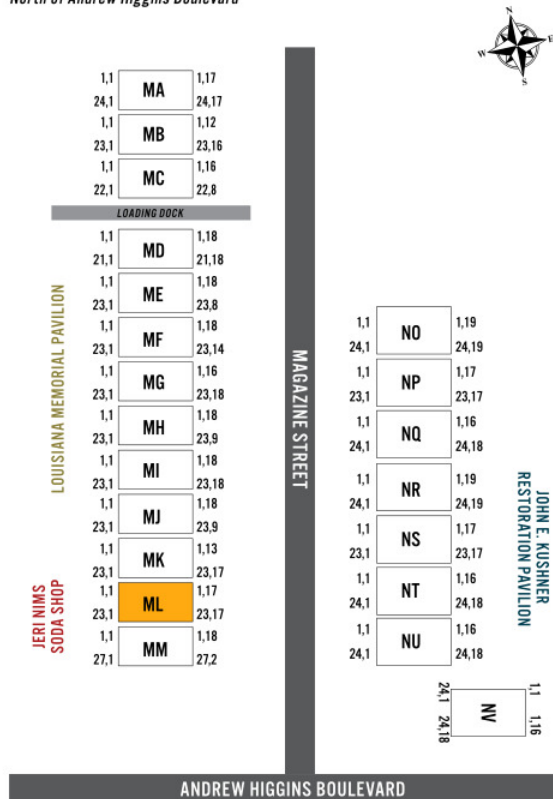 North of Andrew Higgins Boulevard
N
W E
S
1,1 MA 1,17
24,1 24,17
1,1 MB 1,12
23,1 23,16
1,1 MC 1,16
22,1 22,8
LOADING DOCK
1,1 MD 1,18
21,1 21,18
1,1 ME 1,18
23,1 23,8
1,1 MF 1,18
23,1 23,14
1,1 MG 1,16
23,1 23,18
1,1 MH 1,18
23,1 23,9
1,1 MI 1,18
23,1 23,18
1,1 MJ 1,18
23,1 23,9
1,1 MK 1,13
23,1 23,17
1,1 ML 1,17
23,1 23,17
1,1 MM 1,18
27,1 27,2
LOUISIANA MEMORIAL PAVILION
JERI NIMS
SODA SHOP
MAGAZINE STREET
1,1 NO 1,19
24,1 24,19
1,1 NP 1,17
23,1 23,17
1,1 NQ 1,16
24,1 24,18
1,1 NR 1,19
24,1 24,19
1,1 NS 1,17
23,1 23,17
1,1 NT 1,16
24,1 24,18
1,1 NU 1,16
24,1 24,18
JOHN E. KUSHNER
RESTORATION PAVILION
1,1 1,16
NV
24,1 24,18
ANDREW HIGGINS BOULEVARD